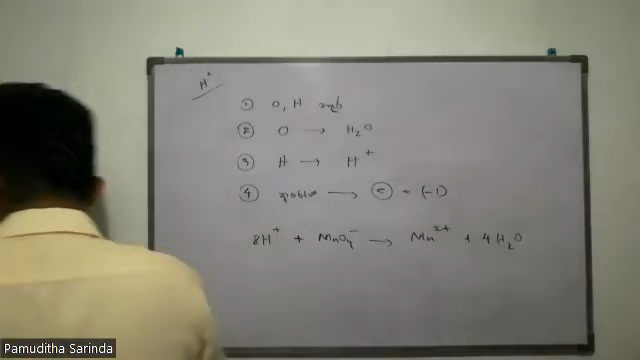 H⁺
① O, H
② O → H₂O
③ H → H⁺
④ → ⊖ = (-1)
8H⁺ + MnO₄⁻ → Mn²⁺ + 4H₂O
Pamuditha Sarinda